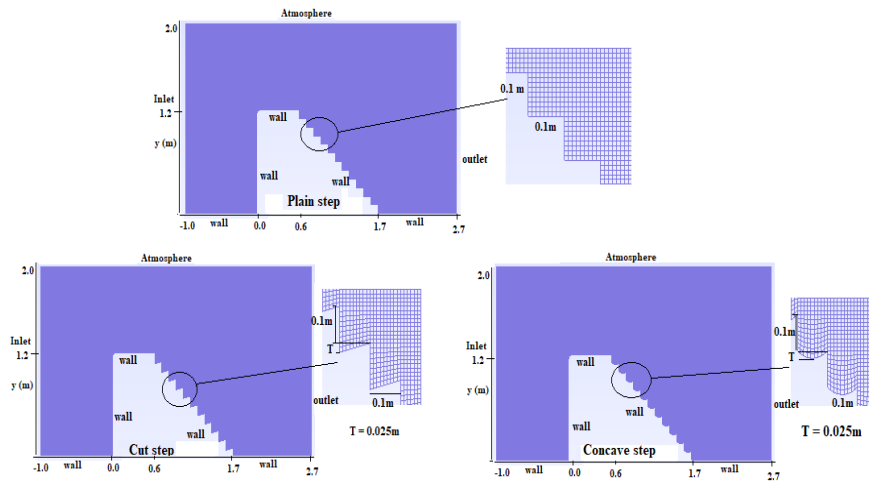 Atmosphere
2.0
Inlet
1.2
y (m)
wall
wall
wall
Plain step
outlet
-1.0 wall 0.0 0.6 1.7 wall 2.7
0.1 m
0.1m
Atmosphere
2.0
Inlet
1.2
y (m)
wall
wall
wall
Cut step
outlet
-1.0 wall 0.0 0.6 1.7 wall 2.7
0.1m
T
0.1m
T = 0.025m
Atmosphere
2.0
Inlet
1.2
y (m)
wall
wall
wall
Concave step
outlet
-1.0 wall 0.0 0.6 1.7 wall 2.7
0.1m
T
0.1m
T = 0.025m